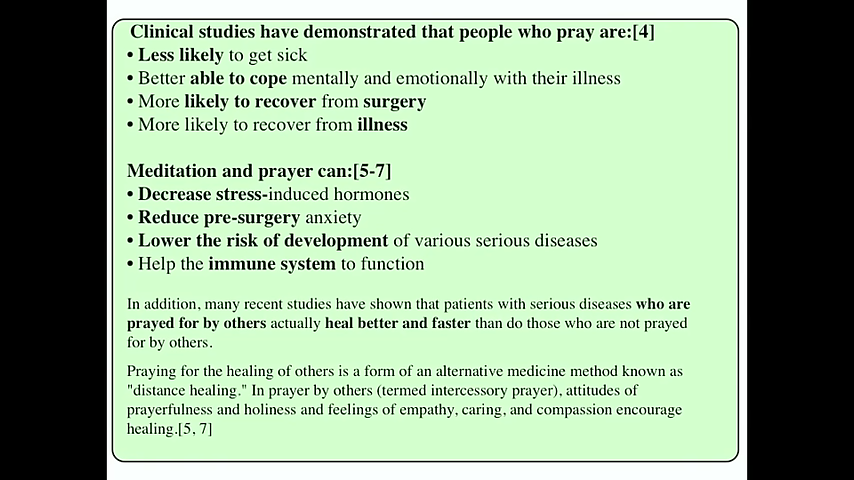 Clinical studies have demonstrated that people who pray are:[4]
• Less likely to get sick
• Better able to cope mentally and emotionally with their illness
• More likely to recover from surgery
• More likely to recover from illness
Meditation and prayer can:[5-7]
• Decrease stress-induced hormones
• Reduce pre-surgery anxiety
• Lower the risk of development of various serious diseases
• Help the immune system to function
In addition, many recent studies have shown that patients with serious diseases who are
prayed for by others actually heal better and faster than do those who are not prayed
for by others.
Praying for the healing of others is a form of an alternative medicine method known as
"distance healing." In prayer by others (termed intercessory prayer), attitudes of
prayerfulness and holiness and feelings of empathy, caring, and compassion encourage
healing.[5, 7]